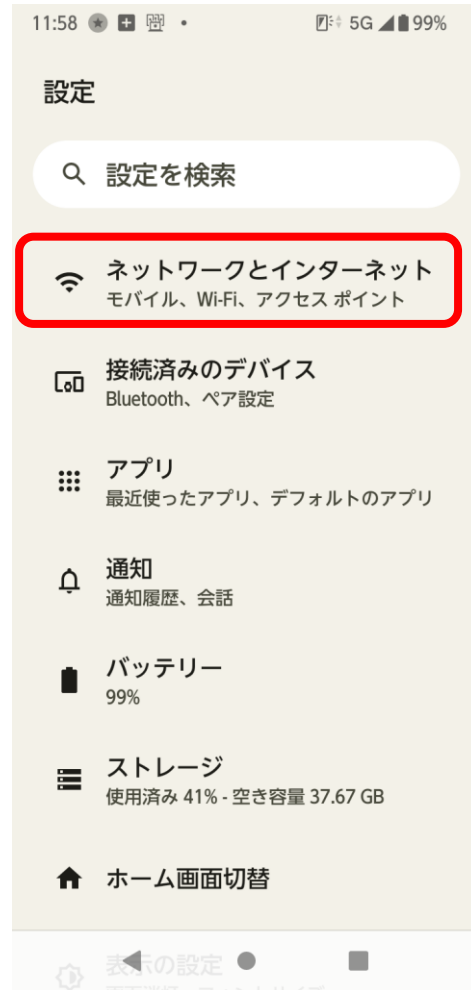 11:58 5G 99%
設定
設定を検索
ネットワークとインターネット
モバイル、Wi-Fi、アクセス ポイント
接続済みのデバイス
Bluetooth、ペア設定
アプリ
最近使ったアプリ、デフォルトのアプリ
通知
通知履歴、会話
バッテリー
99%
ストレージ
使用済み 41% - 空き容量 37.67 GB
ホーム画面切替
表示の設定